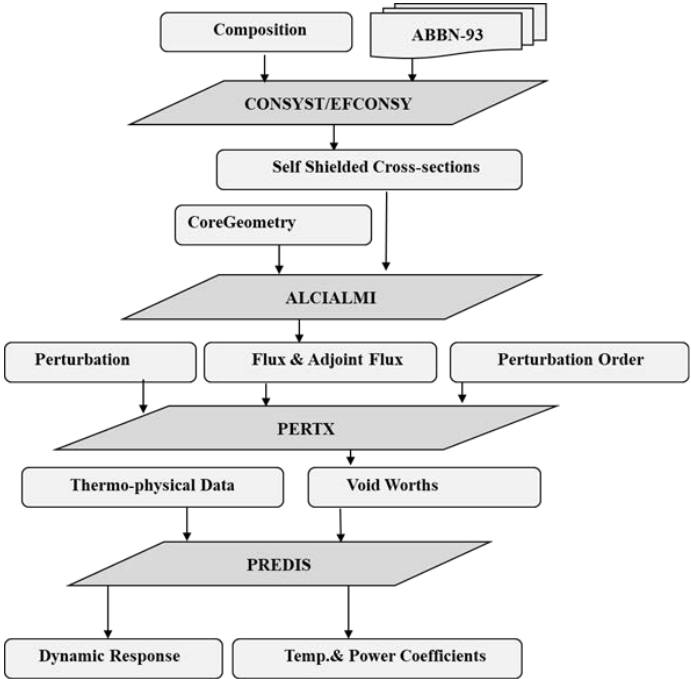 Composition
ABBN-93
CONSYST/EFCONSY
Self Shielded Cross-sections
CoreGeometry
ALCIALMI
Perturbation
Flux & Adjoint Flux
Perturbation Order
PERTX
Thermo-physical Data
Void Worths
PREDIS
Dynamic Response
Temp.& Power Coefficients